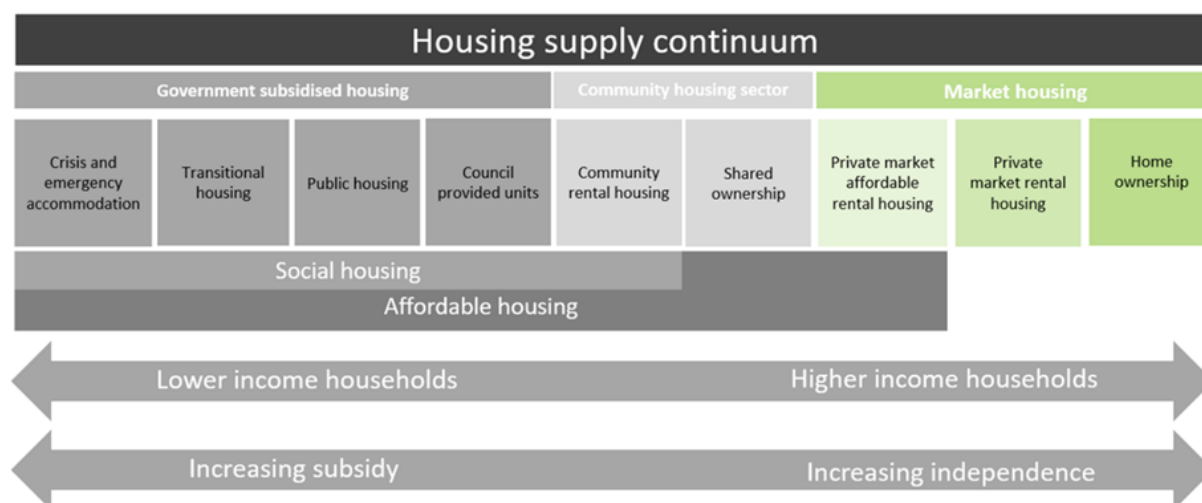 Housing supply continuum
Government subsidised housing
Community housing sector
Market housing
Crisis and
emergency
accommodation
Transitional
housing
Public housing
Council
provided units
Community
rental housing
Shared
ownership
Private market
affordable
rental housing
Private
market rental
housing
Home
ownership
Social housing
Affordable housing
Lower income households
Higher income households
Increasing subsidy
Increasing independence